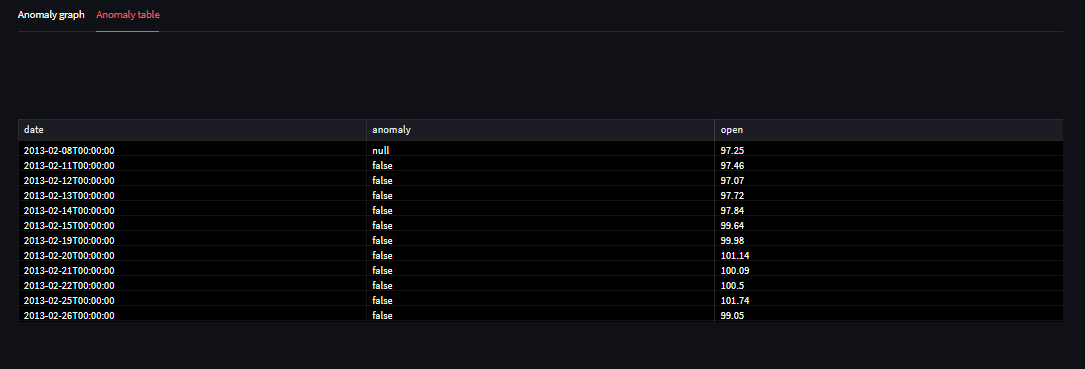 Anomaly graph Anomaly table
date anomaly open
2013-02-08T00:00:00 null 97.25
2013-02-11T00:00:00 false 97.46
2013-02-12T00:00:00 false 97.07
2013-02-13T00:00:00 false 97.72
2013-02-14T00:00:00 false 97.84
2013-02-15T00:00:00 false 99.64
2013-02-19T00:00:00 false 99.98
2013-02-20T00:00:00 false 101.14
2013-02-21T00:00:00 false 100.09
2013-02-22T00:00:00 false 100.5
2013-02-25T00:00:00 false 101.74
2013-02-26T00:00:00 false 99.05